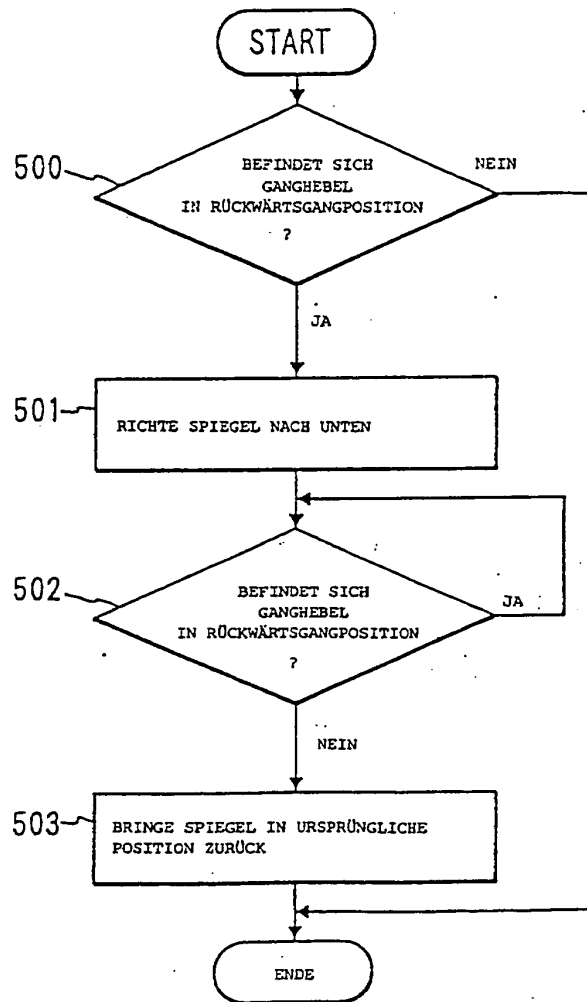 START
500
BEFINDET SICH
GANGHEBEL
IN RÜCKWÄRTSGANGPOSITION
?
NEIN
JA
501
RICHTE SPIEGEL NACH UNTEN
502
BEFINDET SICH
GANGHEBEL
IN RÜCKWÄRTSGANGPOSITION
?
JA
NEIN
503
BRINGE SPIEGEL IN URSPRÜNGLICHE
POSITION ZURÜCK
ENDE